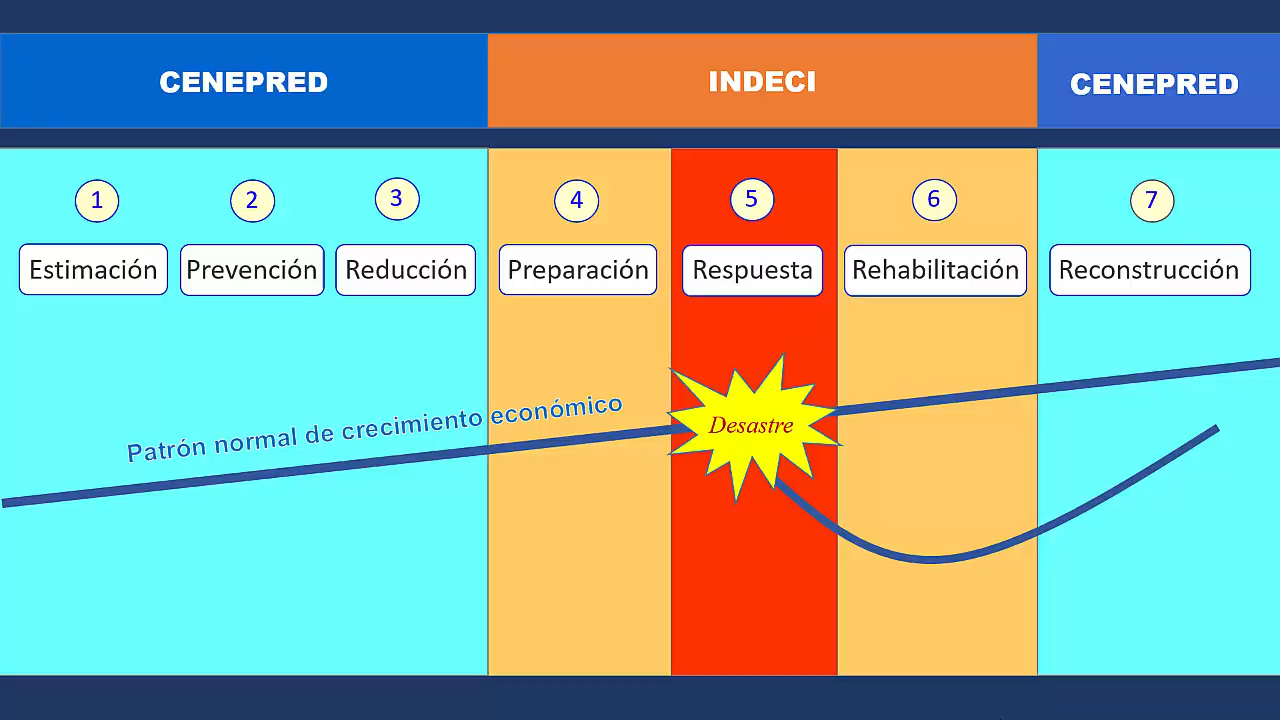 CENEPRED
INDECI
CENEPRED
1
2
3
4
5
6
7
Estimación
Prevención
Reducción
Preparación
Respuesta
Rehabilitación
Reconstrucción
Patrón normal de crecimiento económico
Desastre